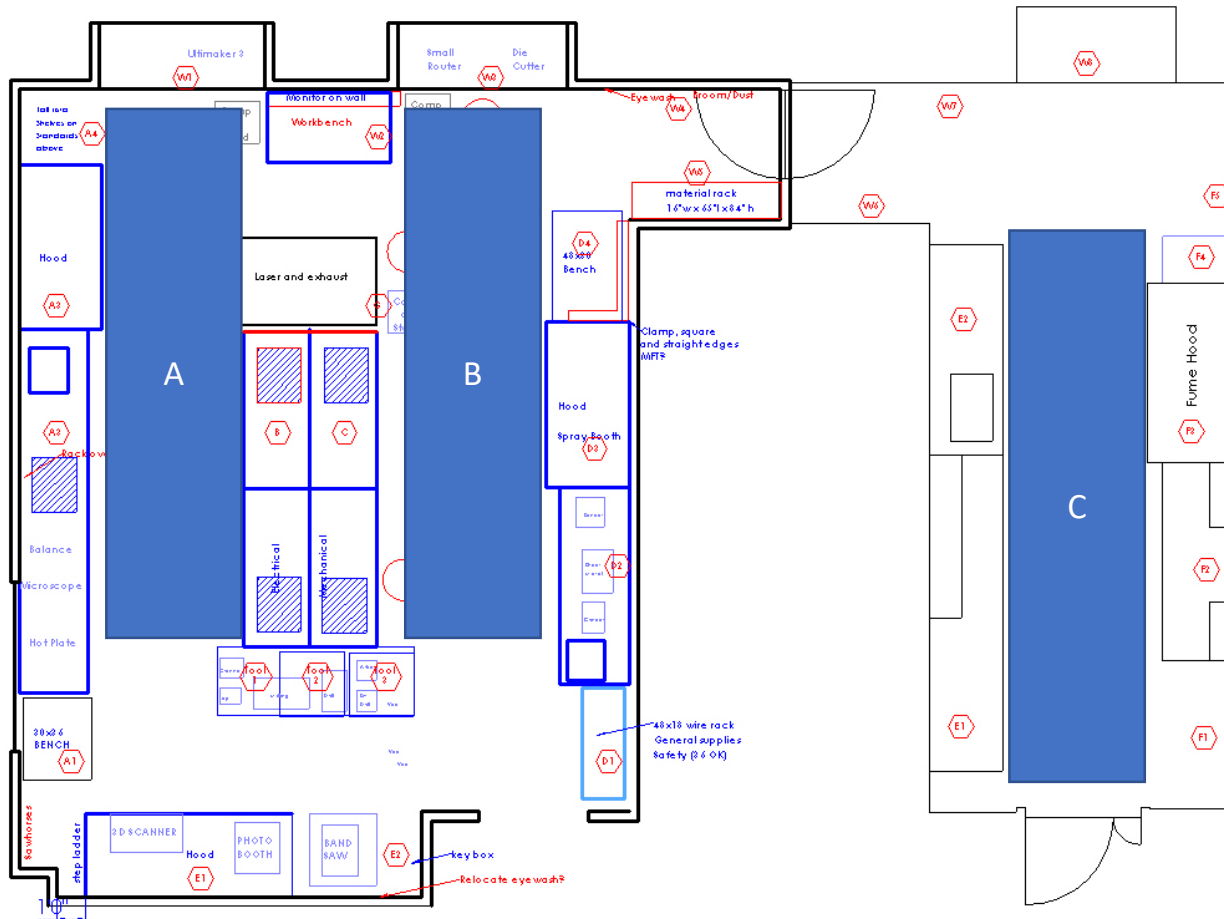 Ultimaker 3
Small
Router
Die
Cutter
W1
W3
W8
Monitor on wall
Workbench
W2
Comp
Comp
Eyewash
Broom/Dust
W4
W7
A4
Shelves on
Standards
above
W5
material rack
16"w x 65"l x 84" h
W6
F5
Hood
A3
Laser and exhaust
D4
Bench
F4
E2
Clamp, square
and straight edges
MFT?
Fume Hood
A
B
C
Hood
Spray Booth
D3
F3
A3
B
C
Balance
Microscope
Hot Plate
Electrical
Mechanical
D2
F2
Tool
1
Tool
2
Tool
3
30x36
BENCH
A1
48x18 wire rack
General supplies
Safety (36 OK)
D1
E1
F1
Sawhorses
step ladder
3D SCANNER
Hood
PHOTO
BOOTH
BAND
SAW
E2
key box
E1
Relocate eyewash?